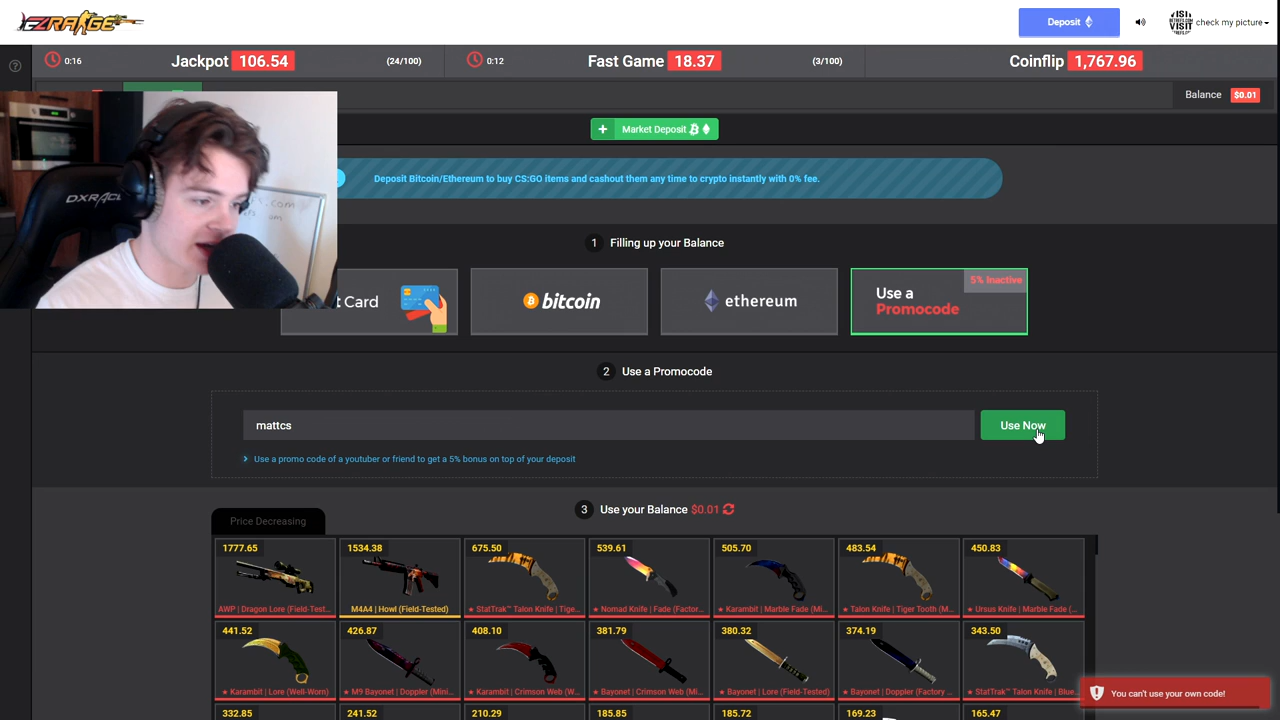 EZRAGE
Deposit
VISIT
check my picture
0:16
Jackpot 106.54
(24/100)
0:12
Fast Game 18.37
(3/100)
Coinflip 1,767.96
Balance $0.01
+ Market Deposit
DXRACE
Deposit Bitcoin/Ethereum to buy CS:GO items and cashout them any time to crypto instantly with 0% fee.
1 Filling up your Balance
Card
bitcoin
ethereum
Use a
Promocode
5% Inactive
2 Use a Promocode
mattcs
Use Now
Use a promo code of a youtuber or friend to get a 5% bonus on top of your deposit
3 Use your Balance $0.01
Price Decreasing
1777.65
AWP | Dragon Lore (Field-Test...
1534.38
M4A4 | Howl (Field-Tested)
675.50
★ StatTrak™ Talon Knife | Tige...
539.61
★ Nomad Knife | Fade (Factor...
505.70
★ Karambit | Marble Fade (Mi...
483.54
★ Talon Knife | Tiger Tooth (M...
450.83
★ Ursus Knife | Marble Fade (...
441.52
★ Karambit | Lore (Well-Worn)
426.87
★ M9 Bayonet | Doppler (Mini...
408.10
★ Karambit | Crimson Web (W...
381.79
★ Bayonet | Crimson Web (Mi...
380.32
★ Bayonet | Lore (Field-Tested)
374.19
★ Bayonet | Doppler (Factory ...
343.50
★ StatTrak™ Talon Knife | Blue...
332.85
241.52
210.29
185.85
185.72
169.23
165.47
You can't use your own code!